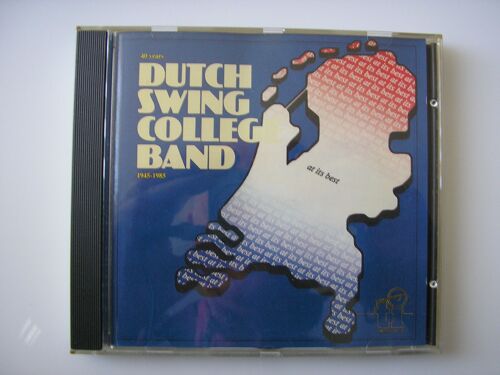 40 years
DUTCH
SWING
COLLEGE
BAND
1945-1985
at its best